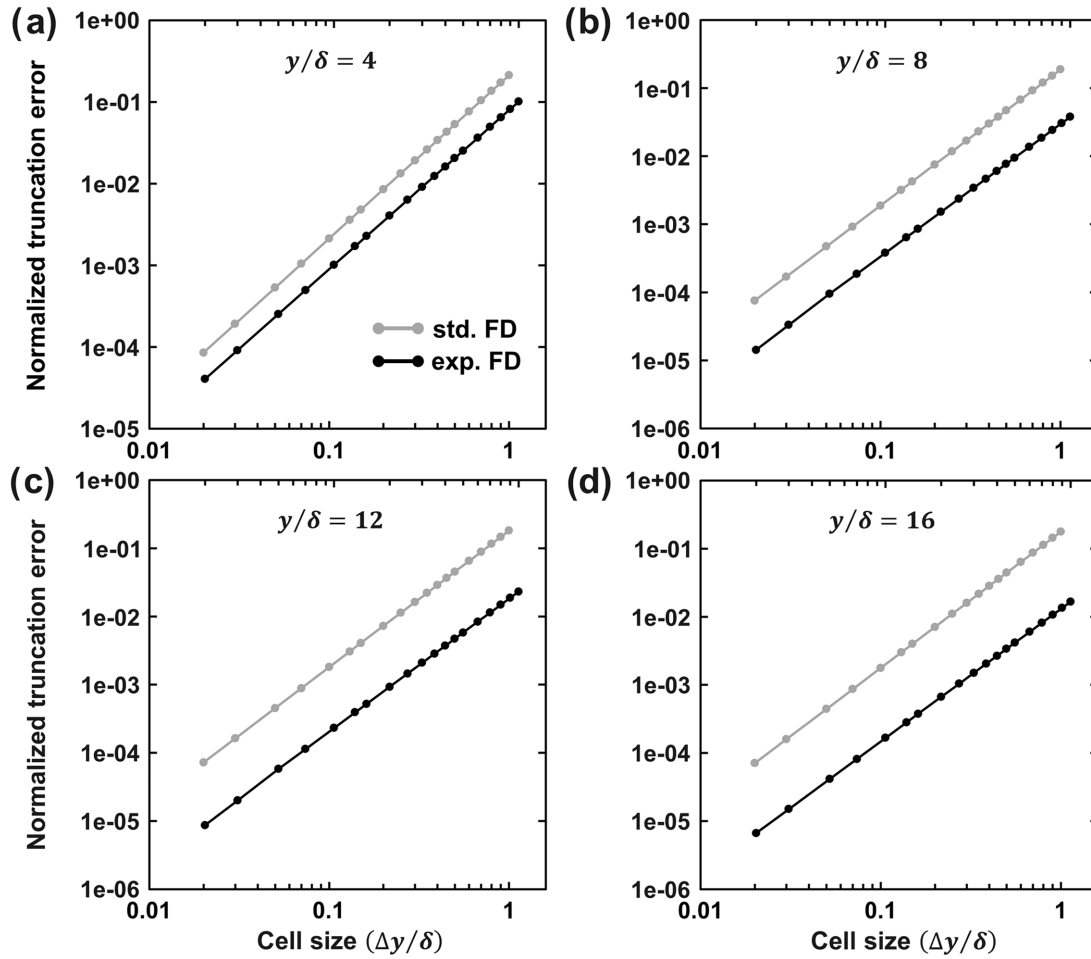 (a)
y/δ = 4
Normalized truncation error
1e+00
1e-01
1e-02
1e-03
1e-04
1e-05
std. FD
exp. FD
0.01
0.1
1
(b)
y/δ = 8
1e+00
1e-01
1e-02
1e-03
1e-04
1e-05
1e-06
0.01
0.1
1
(c)
y/δ = 12
Normalized truncation error
1e+00
1e-01
1e-02
1e-03
1e-04
1e-05
1e-06
0.01
0.1
1
Cell size (Δy/δ)
(d)
y/δ = 16
1e+00
1e-01
1e-02
1e-03
1e-04
1e-05
1e-06
0.01
0.1
1
Cell size (Δy/δ)